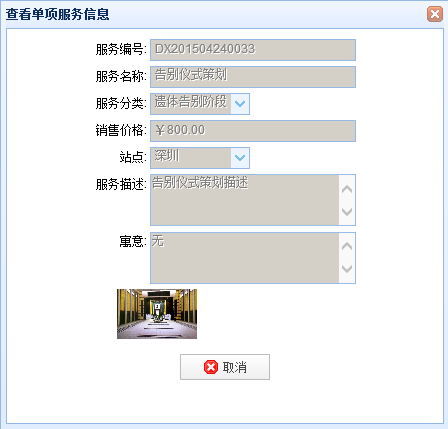 查看单项服务信息
服务编号: DX201504240033
服务名称: 告别仪式策划
服务分类: 遗体告别阶段
销售价格: ￥800.00
站点: 深圳
服务描述: 告别仪式策划描述
寓意: 无
取消